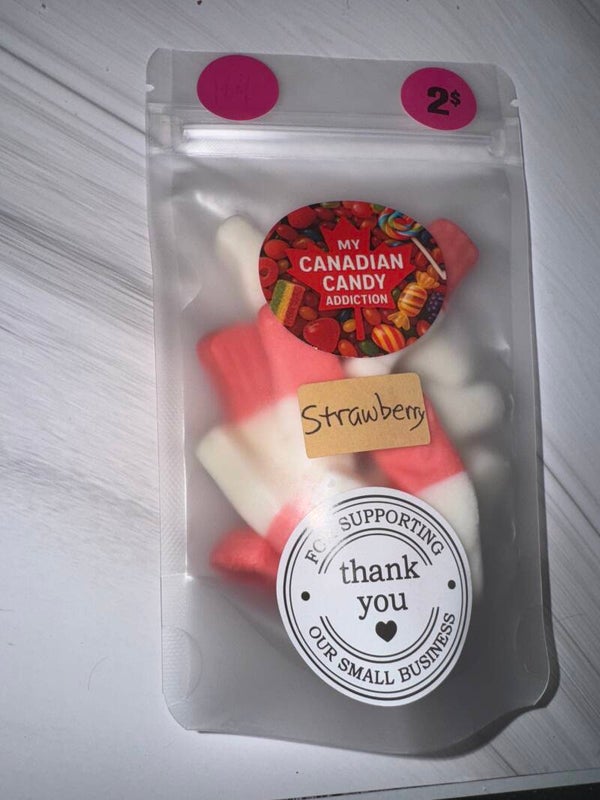 2$
MY
CANADIAN
CANDY
ADDICTION
Strawberry
FOR SUPPORTING
thank
you
OUR SMALL BUSINESS